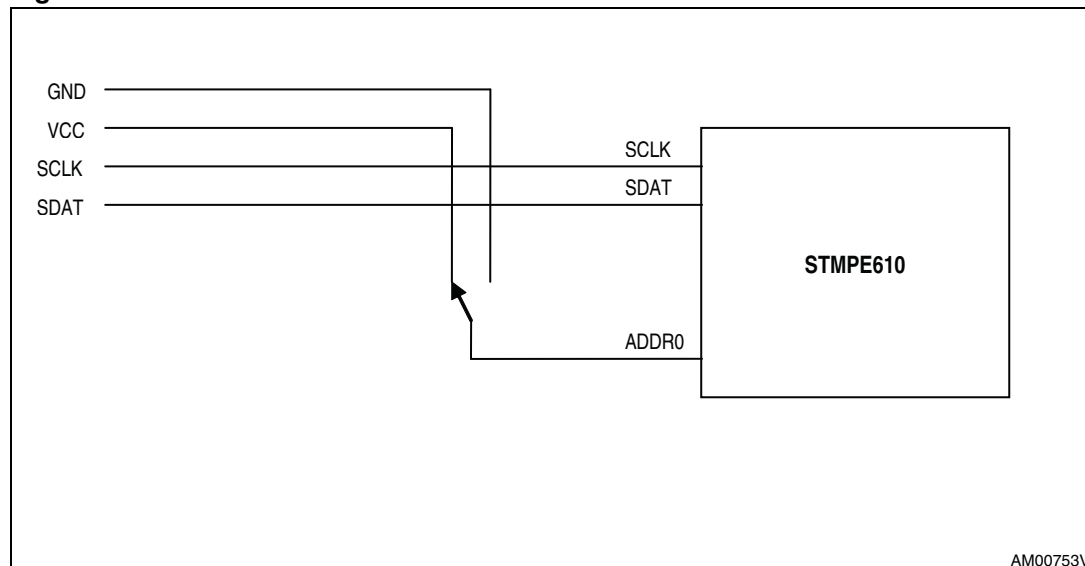 GND
VCC
SCLK
SDAT
SCLK
SDAT
STMPE610
ADDR0
AM00753V